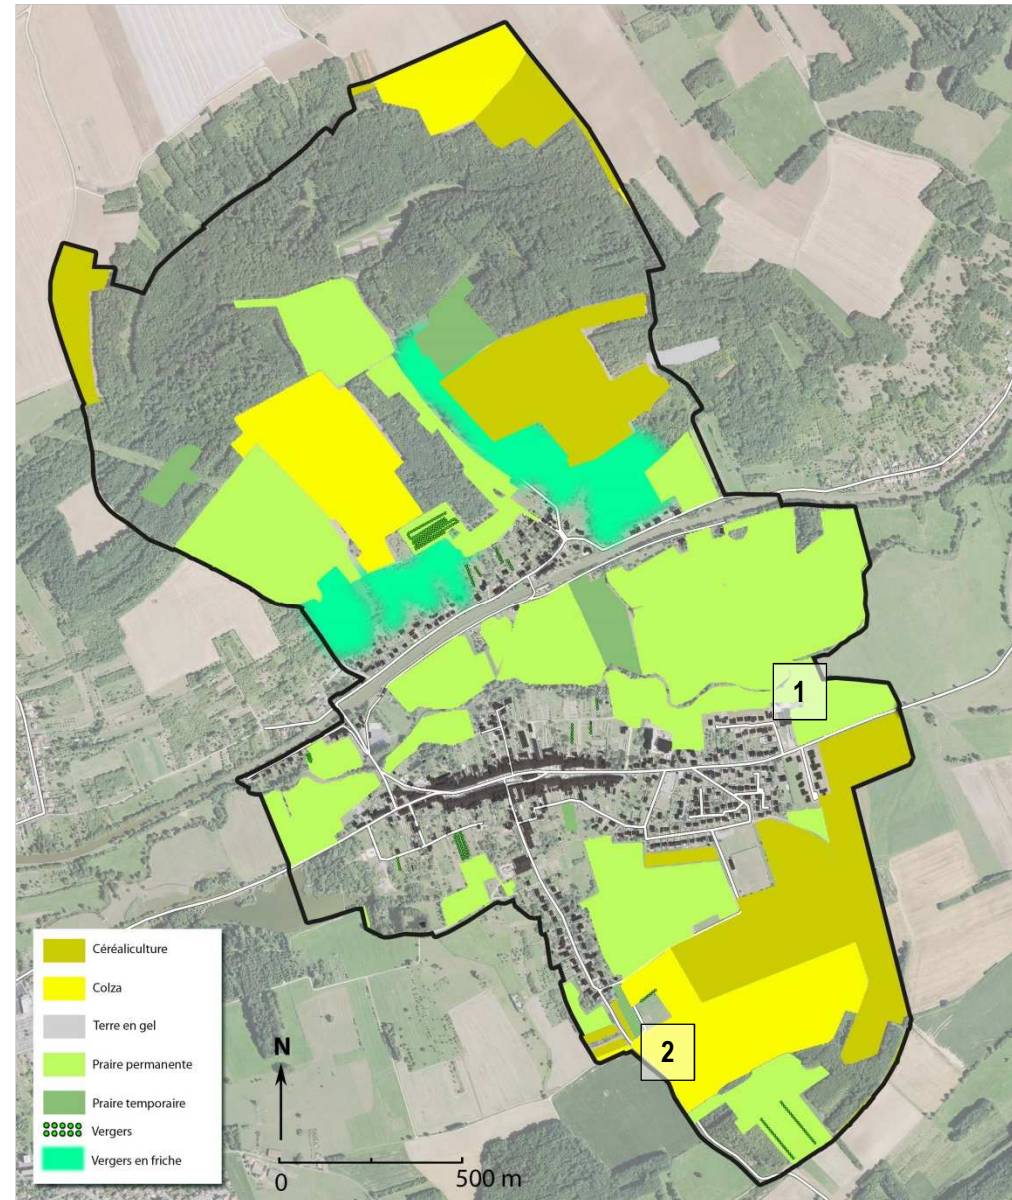 1
2
Céréaliculture
Colza
Terre en gel
Praire permanente
Praire temporaire
Vergers
Vergers en friche
N
0
500 m